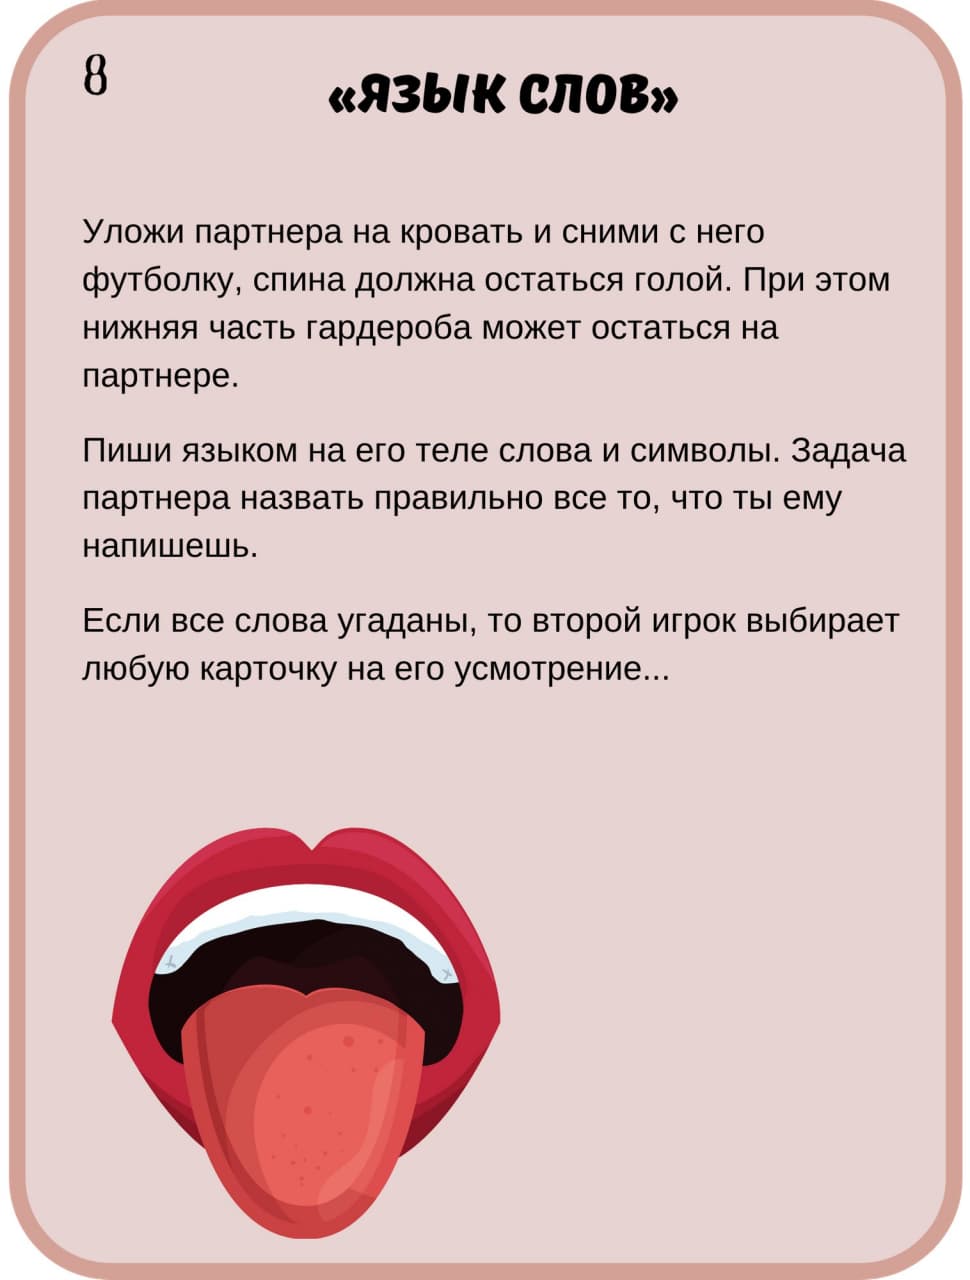 8
«ЯЗЫК СЛОВ»
Уложи партнера на кровать и сними с него
футболку, спина должна остаться голой. При этом
нижняя часть гардероба может остаться на
партнере.
Пиши языком на его теле слова и символы. Задача
партнера назвать правильно все то, что ты ему
напишешь.
Если все слова угаданы, то второй игрок выбирает
любую карточку на его усмотрение...